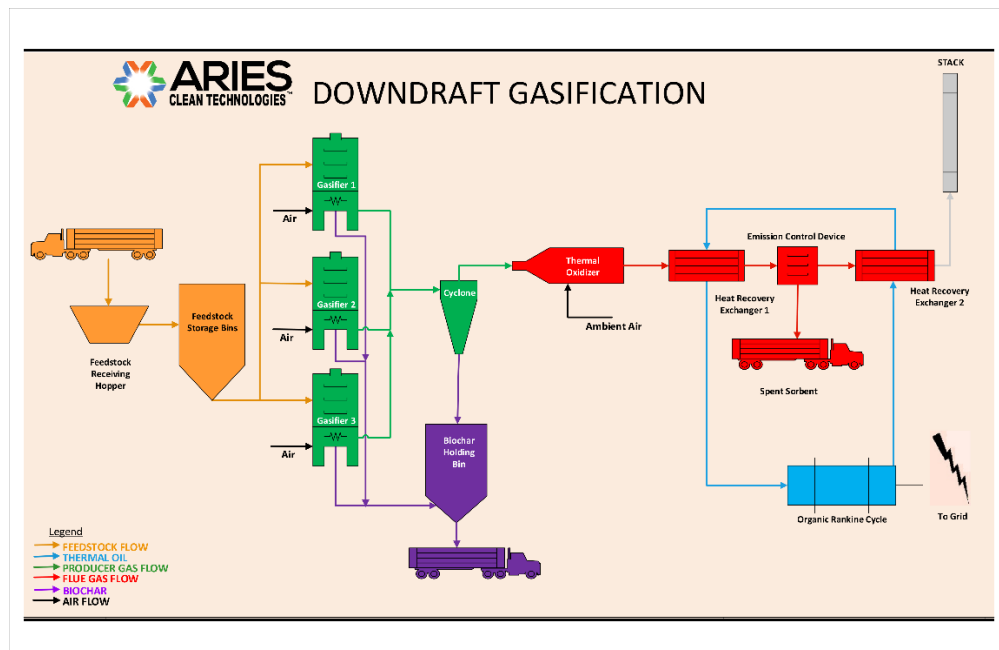 ARIES
CLEAN TECHNOLOGIES™
DOWNDRAFT GASIFICATION
STACK
Gasifier 1
Air
Feedstock
Storage Bins
Feedstock
Receiving
Hopper
Gasifier 2
Air
Gasifier 3
Air
Cyclone
Biochar
Holding
Bin
Thermal
Oxidizer
Ambient Air
Emission Control Device
Heat Recovery
Exchanger 1
Heat Recovery
Exchanger 2
Spent Sorbent
Organic Rankine Cycle
To Grid
Legend
FEEDSTOCK FLOW
THERMAL OIL
PRODUCER GAS FLOW
FLUE GAS FLOW
BIOCHAR
AIR FLOW